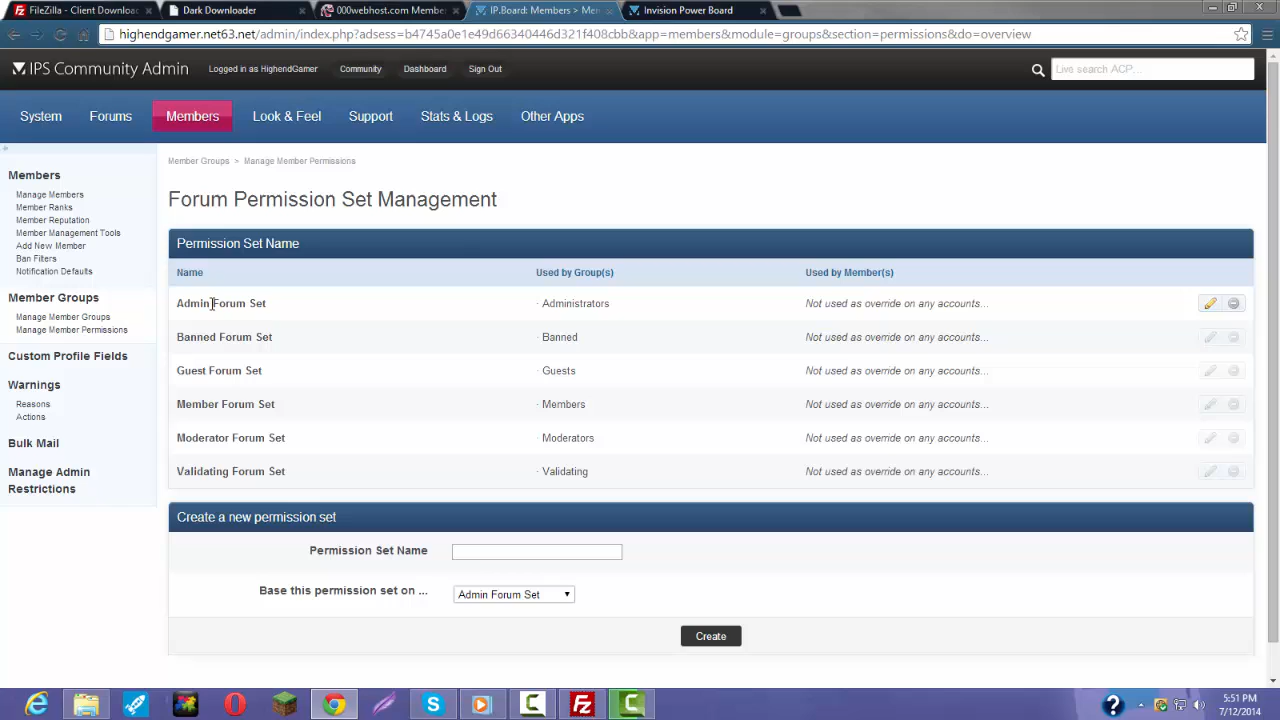 FileZilla - Client Downloa
Dark Downloader
000webhost.com Membe
IP.Board: Members > Mem
Invision Power Board
highendgamer.net63.net/admin/index.php?adsess=b4745a0e1e49d66340446d321f408cbb&app=members&module=groups&section=permissions&do=overview
IPS Community Admin
Logged in as HighendGamer
Community
Dashboard
Sign Out
Live search ACP...
System
Forums
Members
Look & Feel
Support
Stats & Logs
Other Apps
Members
Manage Members
Member Ranks
Member Reputation
Member Management Tools
Add New Member
Ban Filters
Notification Defaults
Member Groups
Manage Member Groups
Manage Member Permissions
Custom Profile Fields
Warnings
Reasons
Actions
Bulk Mail
Manage Admin
Restrictions
Member Groups > Manage Member Permissions
Forum Permission Set Management
Permission Set Name
Name Used by Group(s) Used by Member(s)
Admin Forum Set · Administrators Not used as override on any accounts...
Banned Forum Set · Banned Not used as override on any accounts...
Guest Forum Set · Guests Not used as override on any accounts...
Member Forum Set · Members Not used as override on any accounts...
Moderator Forum Set · Moderators Not used as override on any accounts...
Validating Forum Set · Validating Not used as override on any accounts...
Create a new permission set
Permission Set Name
Base this permission set on ... Admin Forum Set
Create
5:51 PM
7/12/2014